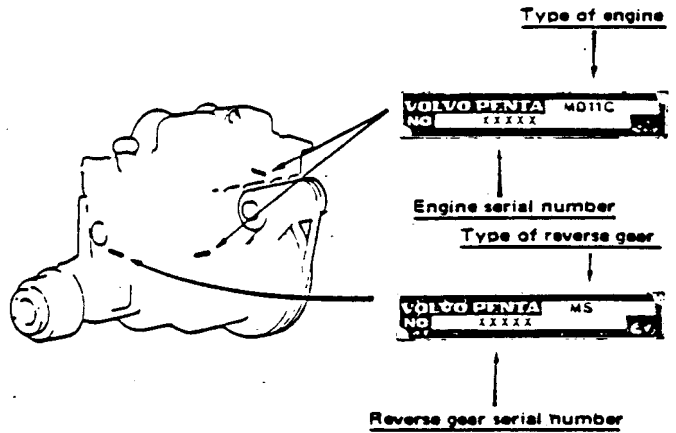 Type of engine
VOLVO PENTA MD11C
NO XXXXX
Engine serial number
Type of reverse gear
VOLVO PENTA MS
NO XXXXX
Reverse gear serial number